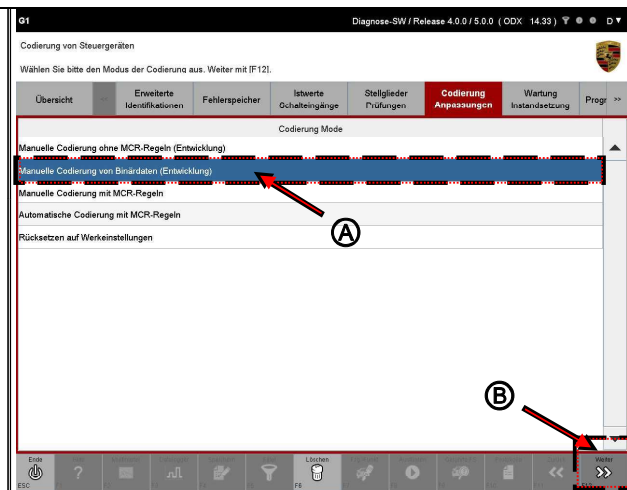 G1 Diagnose-SW / Release 4.0.0 / 5.0.0 ( ODX 14.33 ) D▼
Codierung von Steuergeräten
Wählen Sie bitte den Modus der Codierung aus. Weiter mit [F12].
Übersicht Erweiterte Identifikationen Fehlerspeicher Istwerte Schalteingänge Stellglieder Prüfungen Codierung Anpassungen Wartung Instandsetzung Progr >>
Codierung Mode
Manuelle Codierung ohne MCR-Regeln (Entwicklung)
Manuelle Codierung von Binärdaten (Entwicklung)
Manuelle Codierung mit MCR-Regeln
A
Automatische Codierung mit MCR-Regeln
Rücksetzen auf Werkeinstellungen
B
Ende Löschen Weiter
? << >>
ESC F8 F12